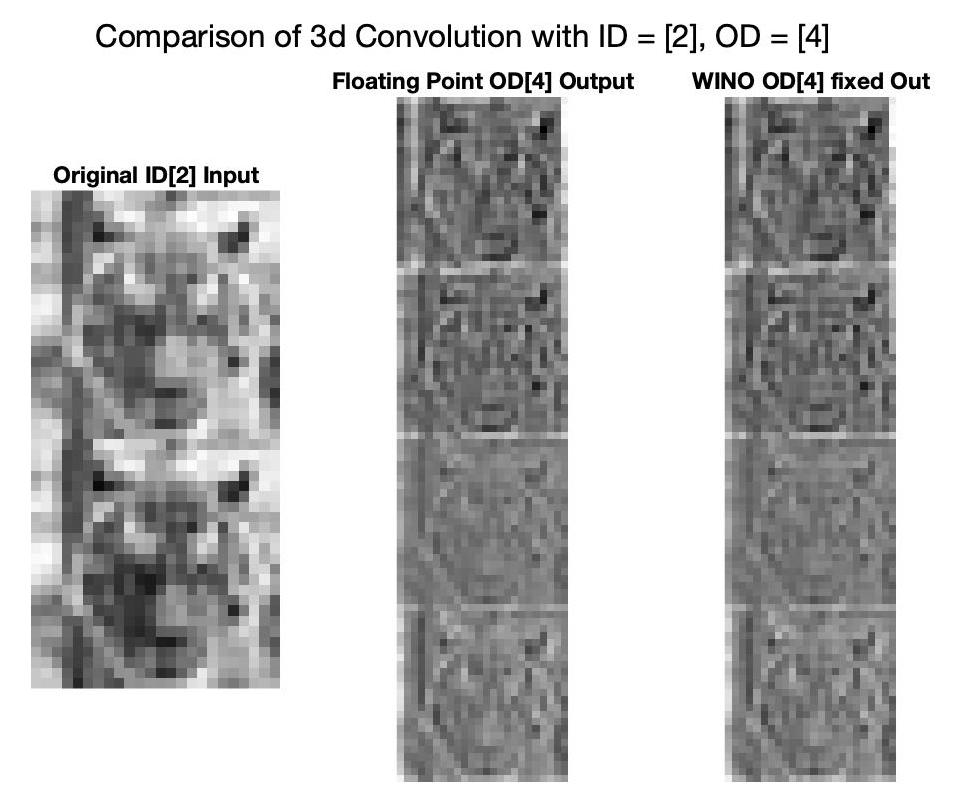 Comparison of 3d Convolution with ID = [2], OD = [4]
Floating Point OD[4] Output
WINO OD[4] fixed Out
Original ID[2] Input